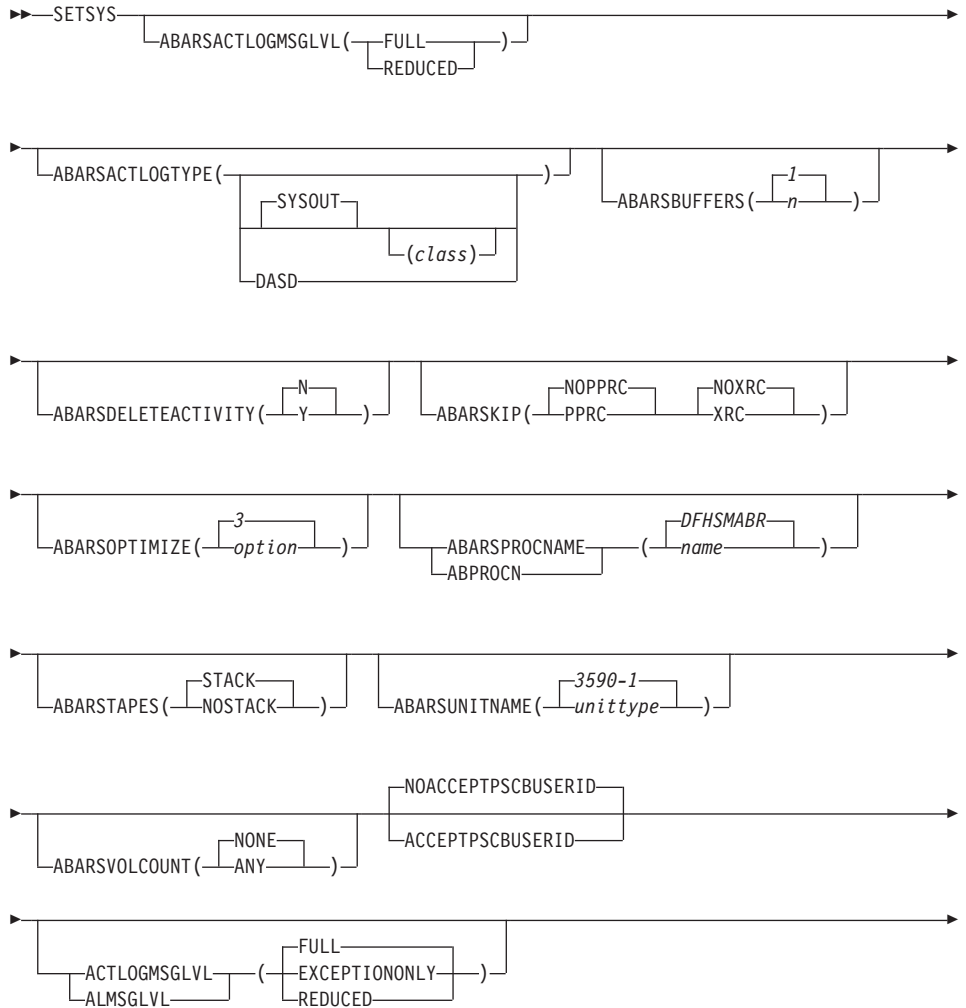 SETSYS
ABARSACTLOGMSGLVL( FULL )
REDUCED
ABARSACTLOGTYPE( )
SYSOUT
(class)
DASD
ABARSBUFFERS( 1
n )
ABARSDELETEACTIVITY( N
Y )
ABARSKIP( NOPPRC NOXRC
PPRC XRC )
ABARSOPTIMIZE( 3
option )
ABARSPROCNAME ( DFHSMABR
ABPROCN name )
ABARSTAPES( STACK
NOSTACK )
ABARSUNITNAME( 3590-1
unittype )
ABARSVOLCOUNT( NONE
ANY )
NOACCEPTPSCBUSERID
ACCEPTPSCBUSERID
ACTLOGMSGLVL ( FULL
ALMSGLVL EXCEPTIONONLY )
REDUCED